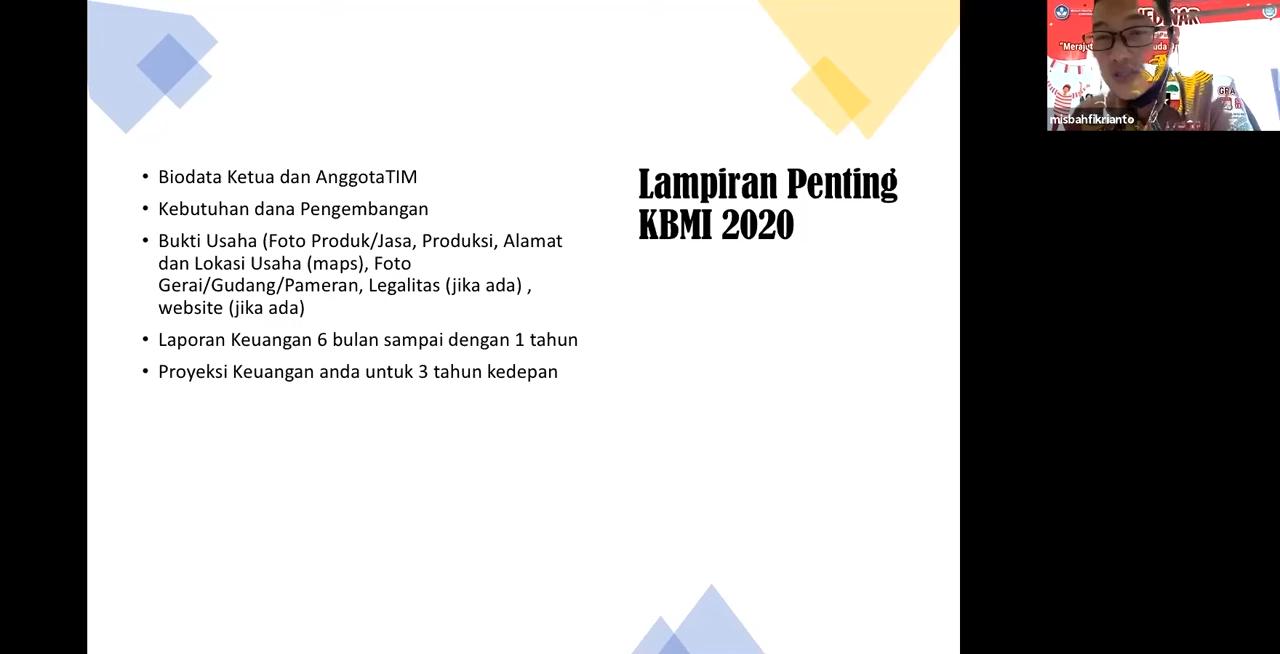 • Biodata Ketua dan AnggotaTIM
• Kebutuhan dana Pengembangan
• Bukti Usaha (Foto Produk/Jasa, Produksi, Alamat
dan Lokasi Usaha (maps), Foto
Gerai/Gudang/Pameran, Legalitas (jika ada) ,
website (jika ada)
• Laporan Keuangan 6 bulan sampai dengan 1 tahun
• Proyeksi Keuangan anda untuk 3 tahun kedepan
Lampiran Penting
KBMI 2020
misbahfikrianto